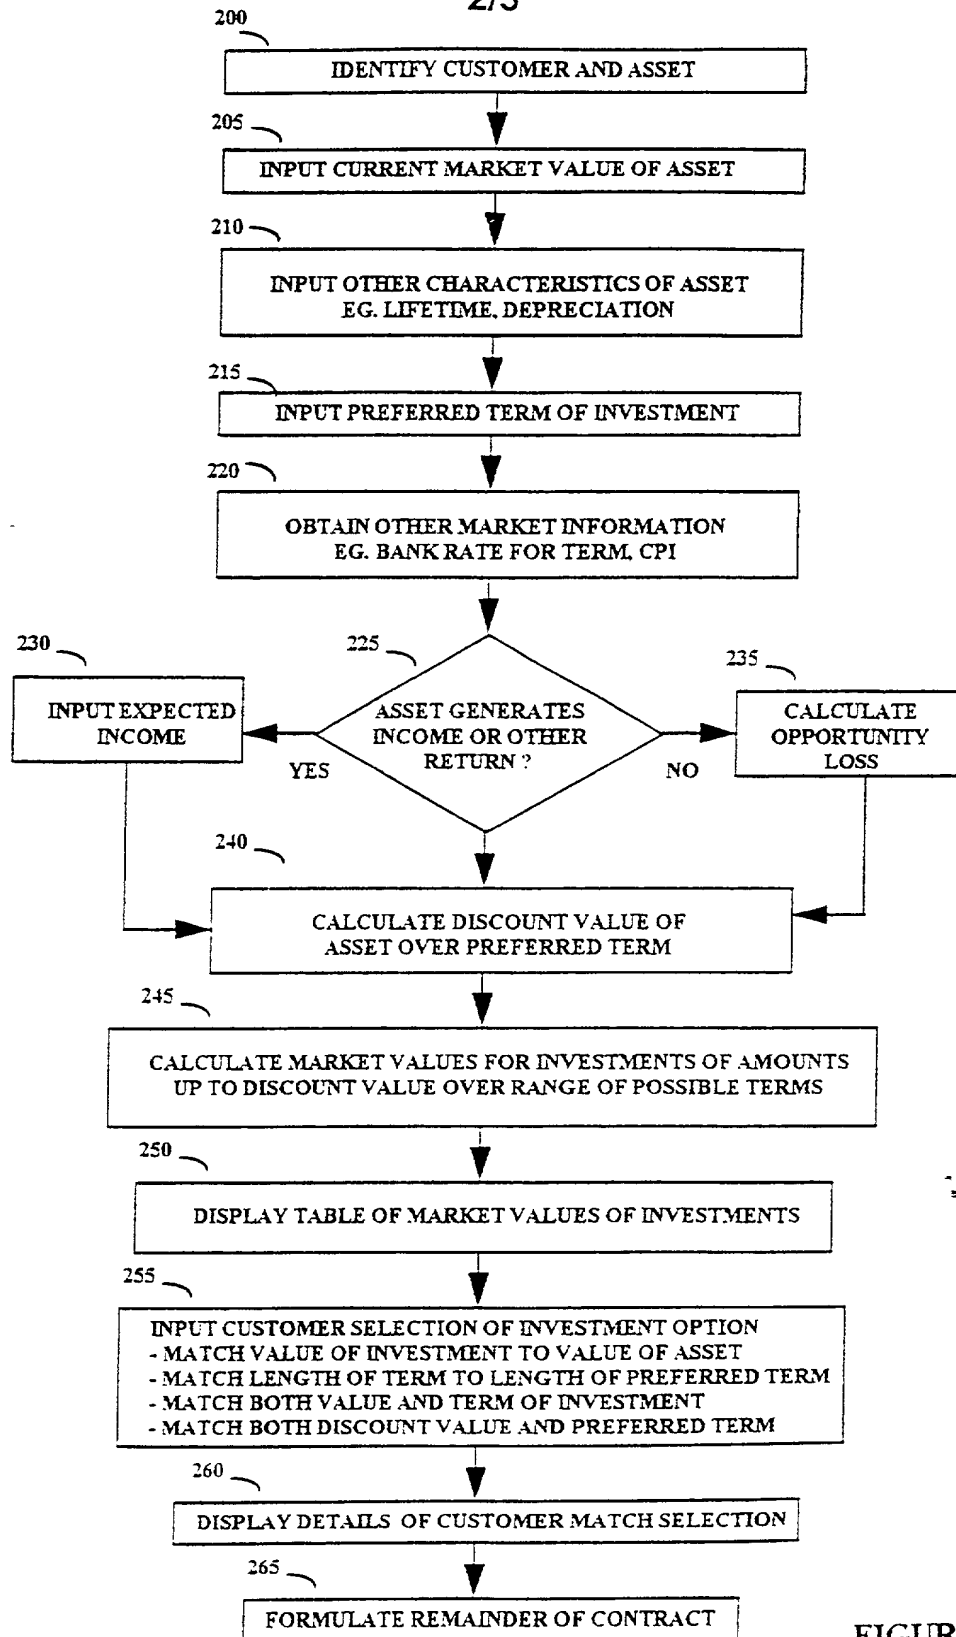 2/3
200
IDENTIFY CUSTOMER AND ASSET
205
INPUT CURRENT MARKET VALUE OF ASSET
210
INPUT OTHER CHARACTERISTICS OF ASSET
EG. LIFETIME, DEPRECIATION
215
INPUT PREFERRED TERM OF INVESTMENT
220
OBTAIN OTHER MARKET INFORMATION
EG. BANK RATE FOR TERM, CPI
230
INPUT EXPECTED
INCOME
225
ASSET GENERATES
INCOME OR OTHER
RETURN ?
YES
NO
235
CALCULATE
OPPORTUNITY
LOSS
240
CALCULATE DISCOUNT VALUE OF
ASSET OVER PREFERRED TERM
245
CALCULATE MARKET VALUES FOR INVESTMENTS OF AMOUNTS
UP TO DISCOUNT VALUE OVER RANGE OF POSSIBLE TERMS
250
DISPLAY TABLE OF MARKET VALUES OF INVESTMENTS
255
INPUT CUSTOMER SELECTION OF INVESTMENT OPTION
- MATCH VALUE OF INVESTMENT TO VALUE OF ASSET
- MATCH LENGTH OF TERM TO LENGTH OF PREFERRED TERM
- MATCH BOTH VALUE AND TERM OF INVESTMENT
- MATCH BOTH DISCOUNT VALUE AND PREFERRED TERM
260
DISPLAY DETAILS OF CUSTOMER MATCH SELECTION
265
FORMULATE REMAINDER OF CONTRACT